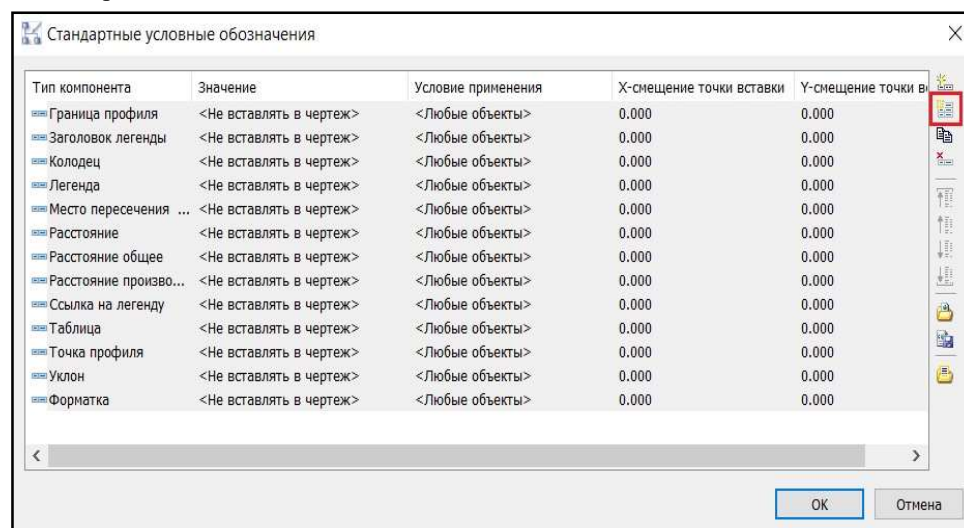 Стандартные условные обозначения
Тип компонента Значение Условие применения X-смещение точки вставки Y-смещение точки в
Граница профиля <Не вставлять в чертеж> <Любые объекты> 0.000 0.000
Заголовок легенды <Не вставлять в чертеж> <Любые объекты> 0.000 0.000
Колодец <Не вставлять в чертеж> <Любые объекты> 0.000 0.000
Легенда <Не вставлять в чертеж> <Любые объекты> 0.000 0.000
Место пересечения ... <Не вставлять в чертеж> <Любые объекты> 0.000 0.000
Расстояние <Не вставлять в чертеж> <Любые объекты> 0.000 0.000
Расстояние общее <Не вставлять в чертеж> <Любые объекты> 0.000 0.000
Расстояние произво... <Не вставлять в чертеж> <Любые объекты> 0.000 0.000
Ссылка на легенду <Не вставлять в чертеж> <Любые объекты> 0.000 0.000
Таблица <Не вставлять в чертеж> <Любые объекты> 0.000 0.000
Точка профиля <Не вставлять в чертеж> <Любые объекты> 0.000 0.000
Уклон <Не вставлять в чертеж> <Любые объекты> 0.000 0.000
Форматка <Не вставлять в чертеж> <Любые объекты> 0.000 0.000
ОК Отмена